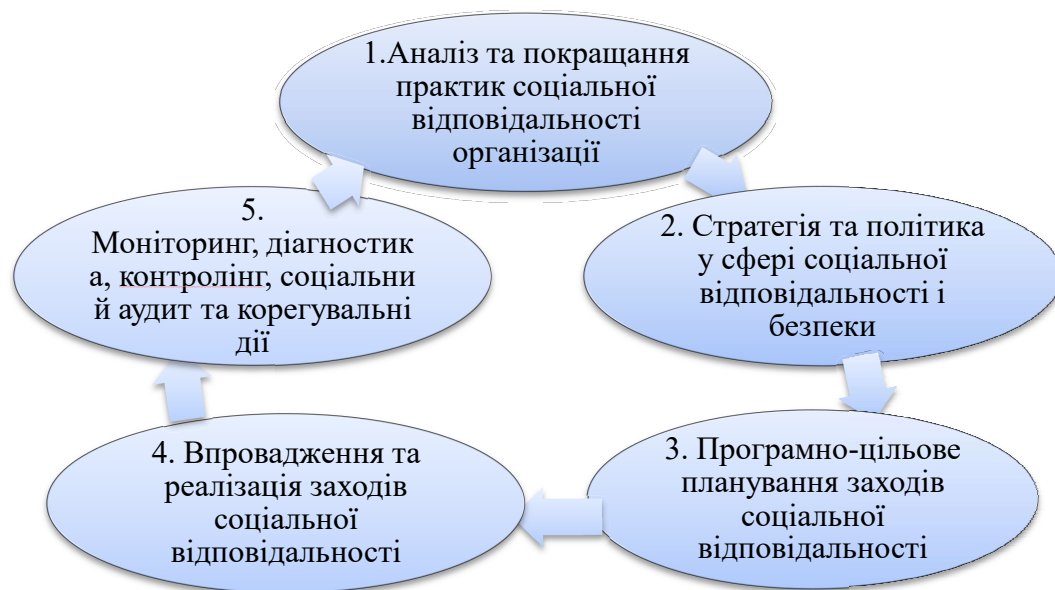 1.Аналіз та покращання
практик соціальної
відповідальності
організації
2. Стратегія та політика
у сфері соціальної
відповідальності і
безпеки
3. Програмно-цільове
планування заходів
соціальної
відповідальності
4. Впровадження та
реалізація заходів
соціальної
відповідальності
5.
Моніторинг, діагностик
а, контролінг, соціальни
й аудит та корегувальні
дії